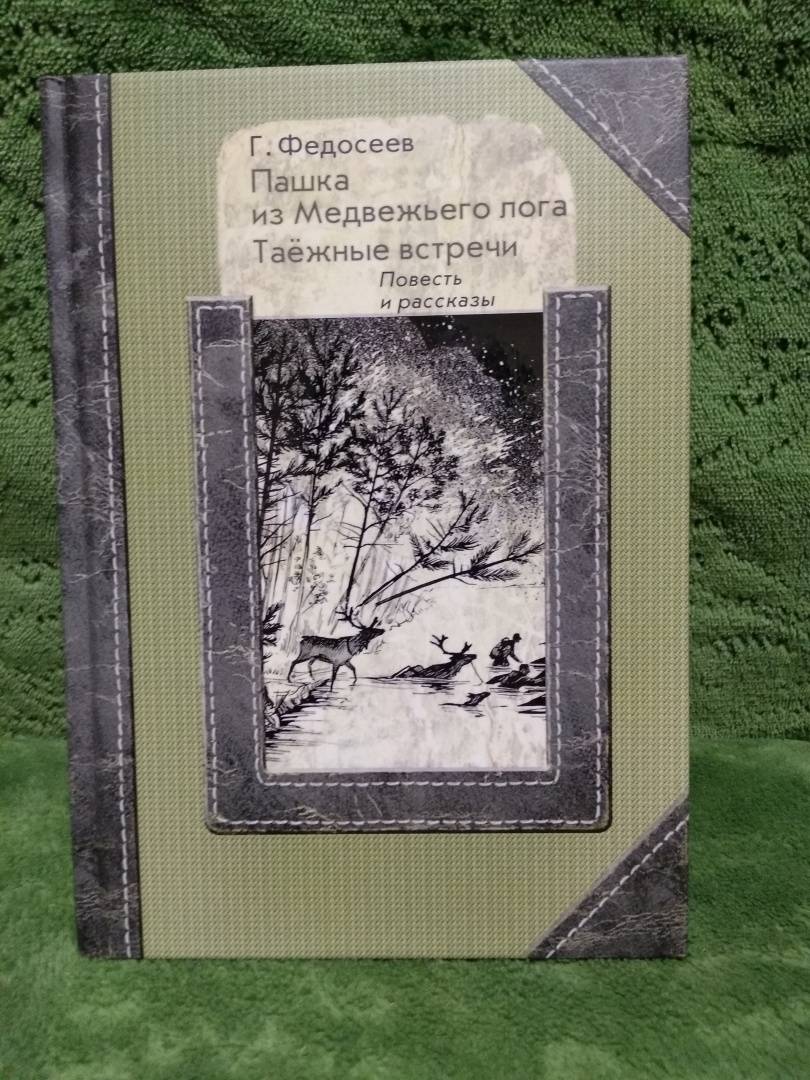 Г. Федосеев
Пашка
из Медвежьего лога
Таёжные встречи
Повесть
и рассказы